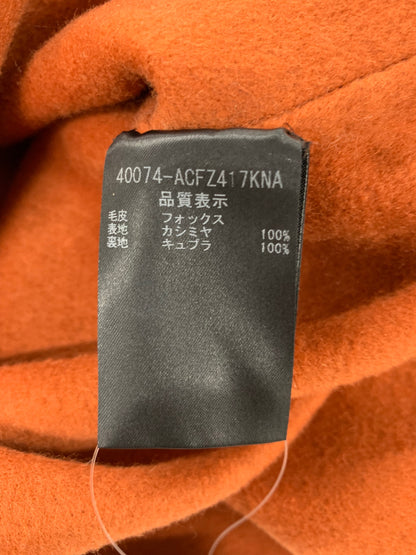 40074-ACFZ417KNA
品質表示
毛皮 フォックス
表地 カシミヤ 100%
裏地 キュプラ 100%